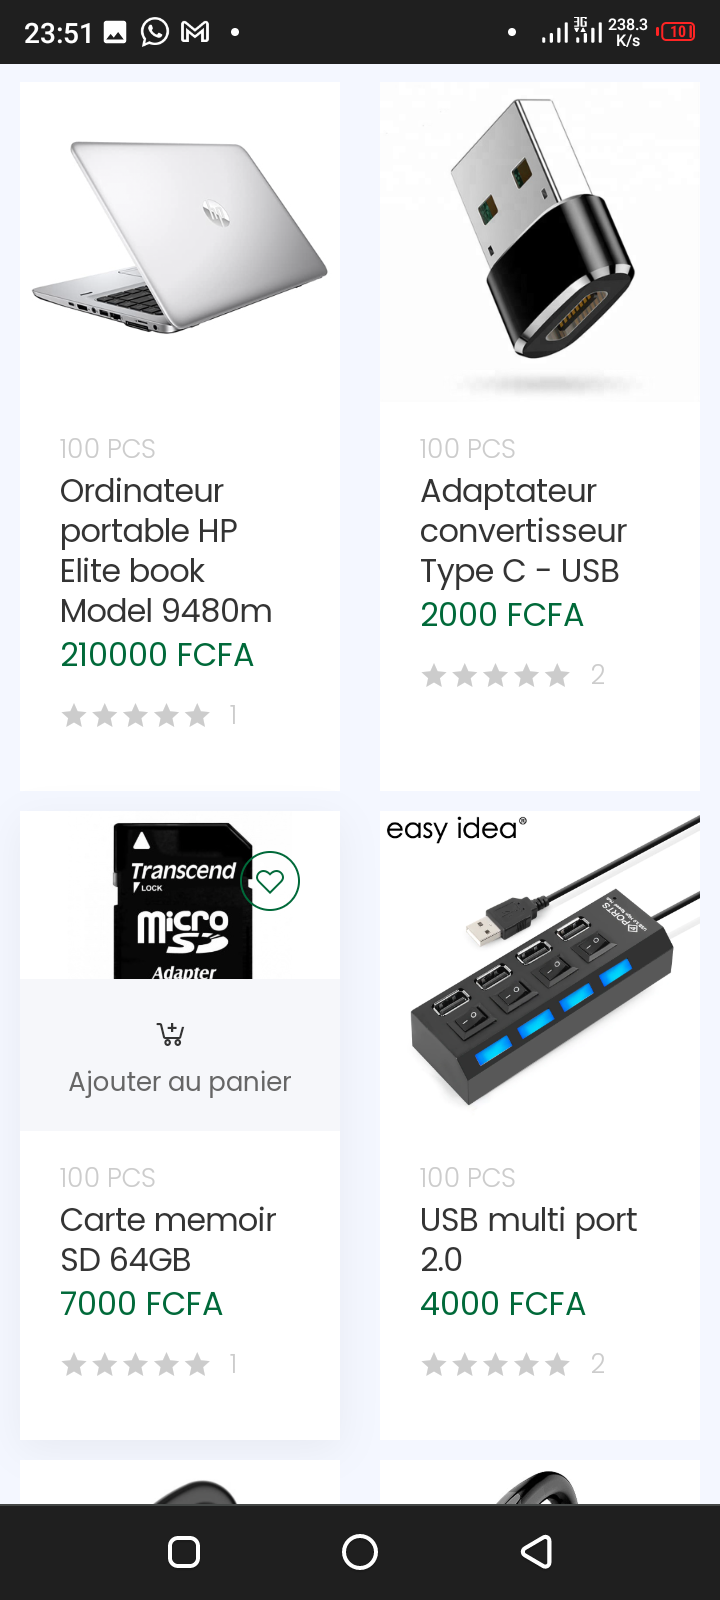 23:51
3G
238.3
K/s
10
hp
100 PCS
Ordinateur
portable HP
Elite book
Model 9480m
210000 FCFA
1
100 PCS
Adaptateur
convertisseur
Type C - USB
2000 FCFA
2
Transcend
LOCK
micro
SD
Adapter
Ajouter au panier
100 PCS
Carte memoir
SD 64GB
7000 FCFA
1
easy idea®
PORTS
100 PCS
USB multi port
2.0
4000 FCFA
2